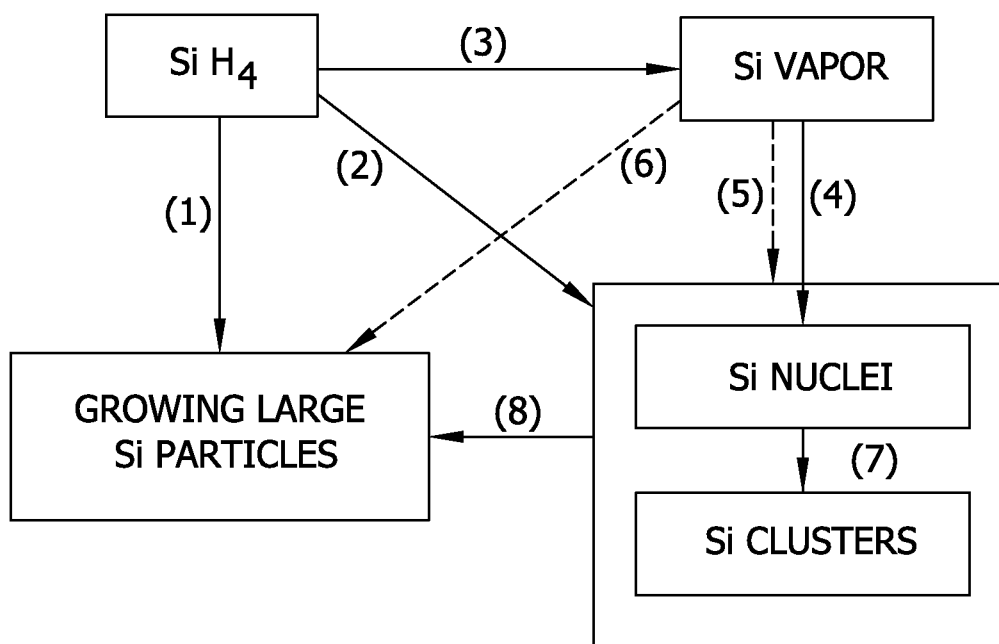 Si H4
(3)
Si VAPOR
(1)
(2)
(6)
(5)
(4)
GROWING LARGE
Si PARTICLES
(8)
Si NUCLEI
(7)
Si CLUSTERS